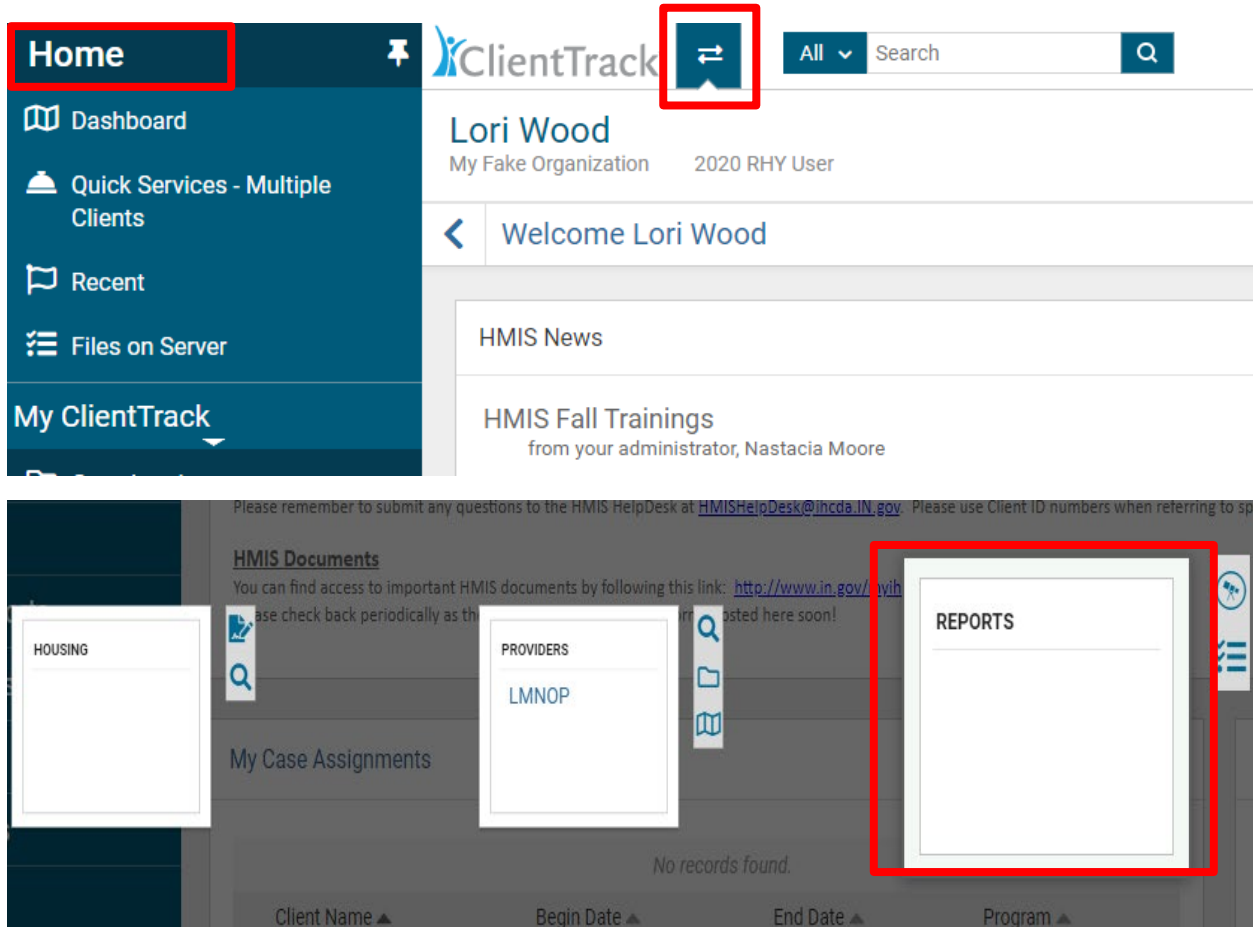 Home
ClientTrack
All
Search
Dashboard
Lori Wood
My Fake Organization 2020 RHY User
Quick Services - Multiple
Clients
Welcome Lori Wood
Recent
HMIS News
Files on Server
My ClientTrack
HMIS Fall Trainings
from your administrator, Nastacia Moore
Please remember to submit any questions to the HMIS HelpDesk at HMISHelpDesk@ihcda.IN.gov. Please use Client ID numbers when referring to
HMIS Documents
You can find access to important HMIS documents by following this link: http://www.in.gov/
check back periodically as
posted here soon!
HOUSING
PROVIDERS
LMNOP
REPORTS
My Case Assignments
No records found.
Client Name Begin Date End Date Program